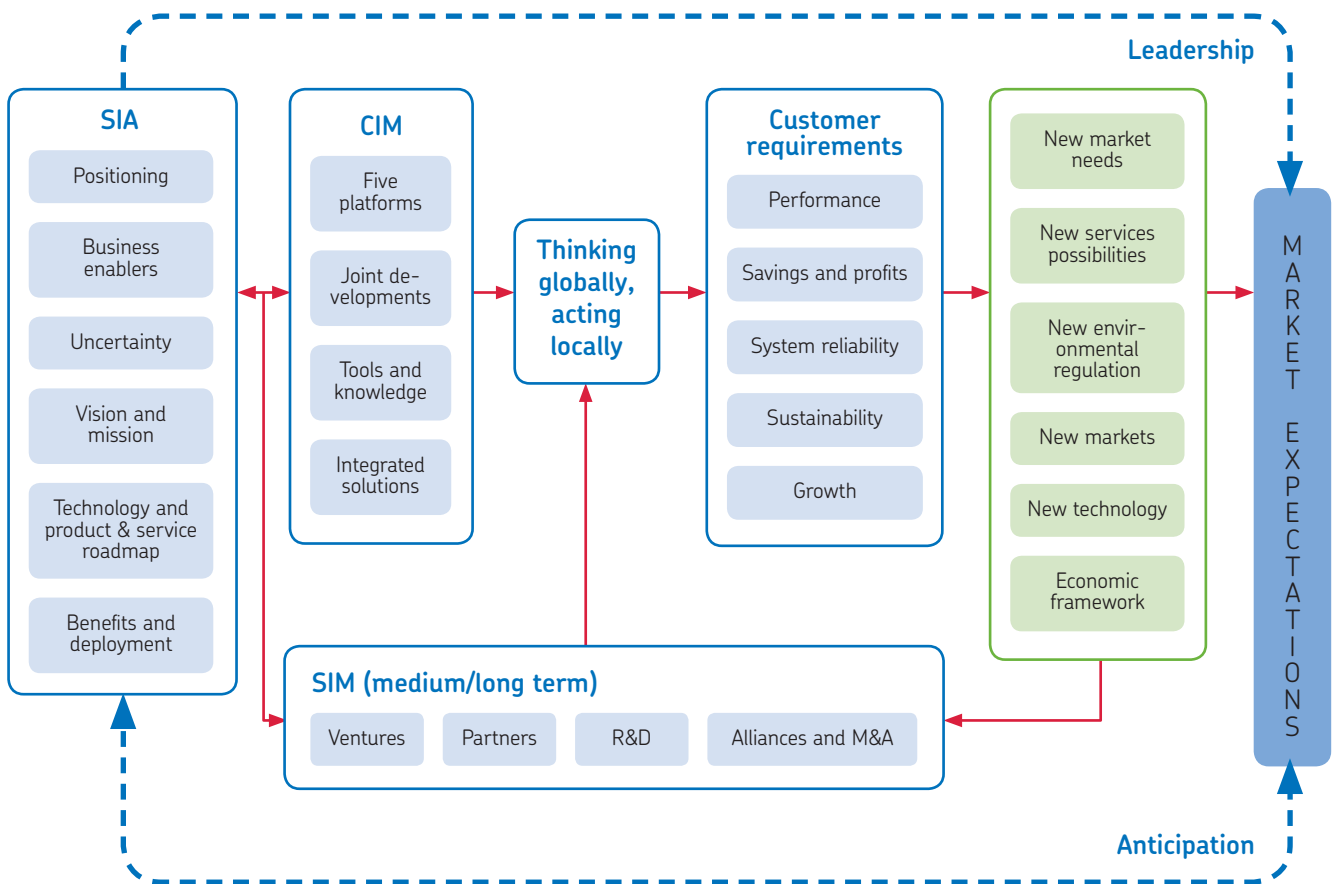 Leadership
SIA
Positioning
Business
enablers
Uncertainty
Vision and
mission
Technology and
product & service
roadmap
Benefits and
deployment
CIM
Five
platforms
Joint de-
velopments
Tools and
knowledge
Integrated
solutions
Thinking
globally,
acting
locally
Customer
requirements
Performance
Savings and profits
System reliability
Sustainability
Growth
New market
needs
New services
possibilities
New envir-
onmental
regulation
New markets
New technology
Economic
framework
MARKET EXPECTATIONS
SIM (medium/long term)
Ventures
Partners
R&D
Alliances and M&A
Anticipation